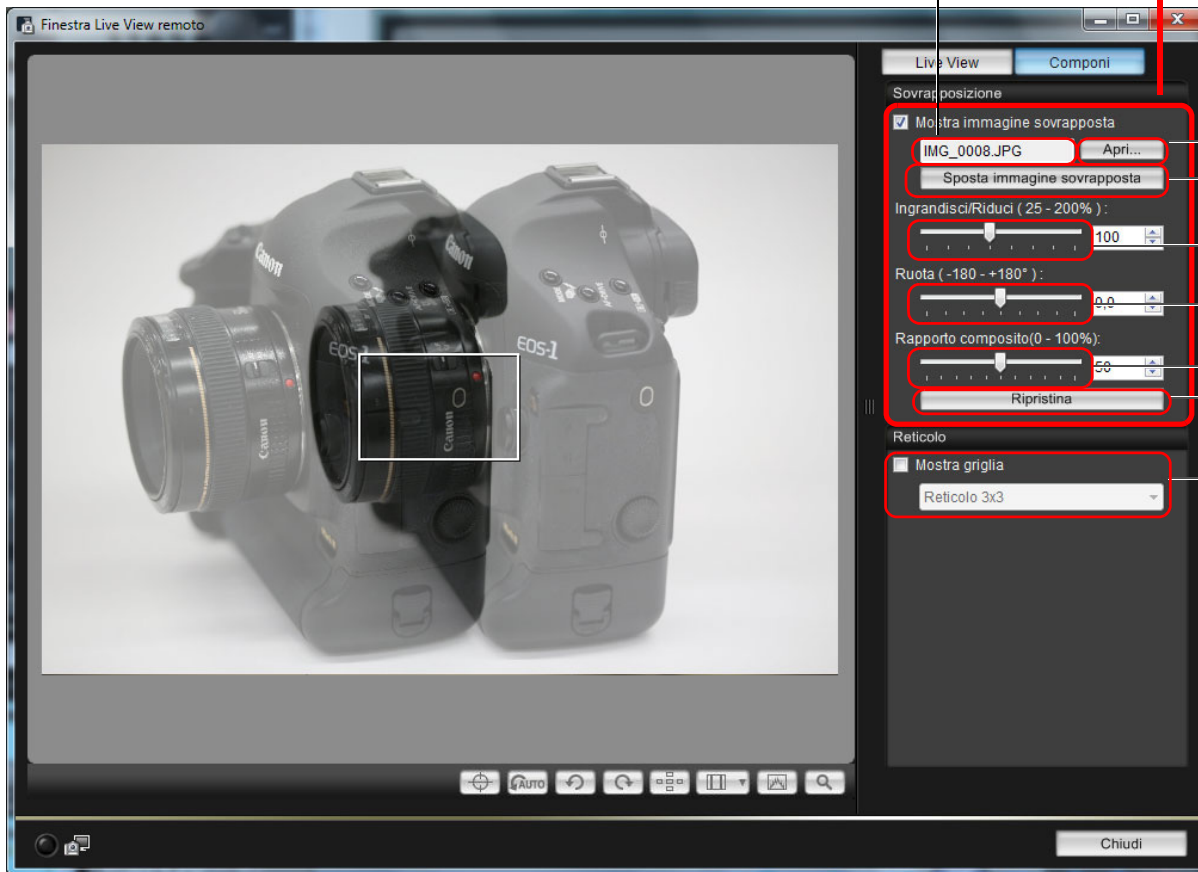 Finestra Live View remoto
Live View
Componi
Sovrapposizione
Mostra immagine sovrapposta
IMG_0008.JPG
Apri...
Sposta immagine sovrapposta
Ingrandisci/Riduci ( 25 - 200% ) :
100
Ruota ( -180 - +180° ) :
0,0
Rapporto composito(0 - 100%):
50
Ripristina
Reticolo
Mostra griglia
Reticolo 3x3
Canon
Canon
EOS-1
EOS-1
Canon
Canon
AUTO
Chiudi